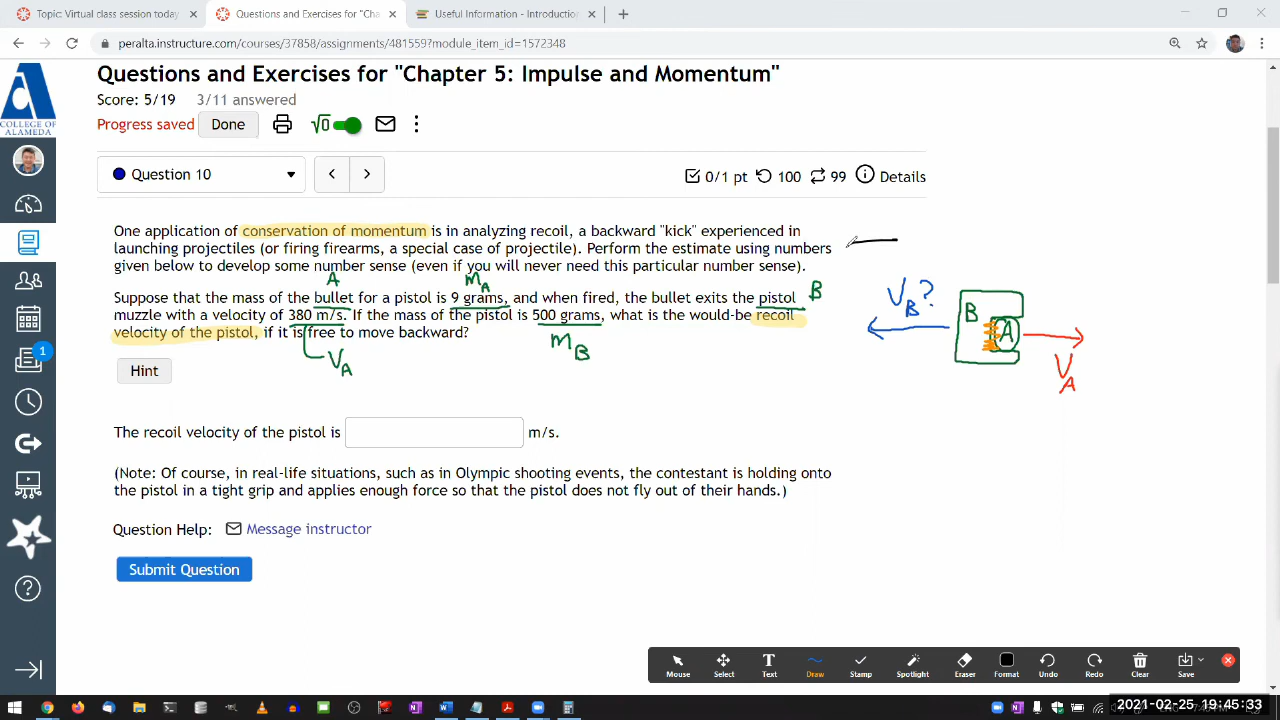 Topic: Virtual class session today
Questions and Exercises for "Cha
Useful Information - Introduction
peralta.instructure.com/courses/37858/assignments/481559?module_item_id=1572348
COLLEGE OF
ALAMEDA
Questions and Exercises for "Chapter 5: Impulse and Momentum"
Score: 5/19 3/11 answered
Progress saved Done √0
Question 10
0/1 pt 100 99 Details
One application of conservation of momentum is in analyzing recoil, a backward "kick" experienced in
launching projectiles (or firing firearms, a special case of projectile). Perform the estimate using numbers
given below to develop some number sense (even if you will never need this particular number sense).
A mA B
Suppose that the mass of the bullet for a pistol is 9 grams, and when fired, the bullet exits the pistol
muzzle with a velocity of 380 m/s. If the mass of the pistol is 500 grams, what is the would-be recoil
velocity of the pistol, if it is free to move backward?
VA
mB
VB?
B
A
VA
Hint
The recoil velocity of the pistol is m/s.
(Note: Of course, in real-life situations, such as in Olympic shooting events, the contestant is holding onto
the pistol in a tight grip and applies enough force so that the pistol does not fly out of their hands.)
Question Help: Message instructor
Submit Question
1
Mouse Select Text Draw Stamp Spotlight Eraser Format Undo Redo Clear Save
2021-02-25 19:45:33